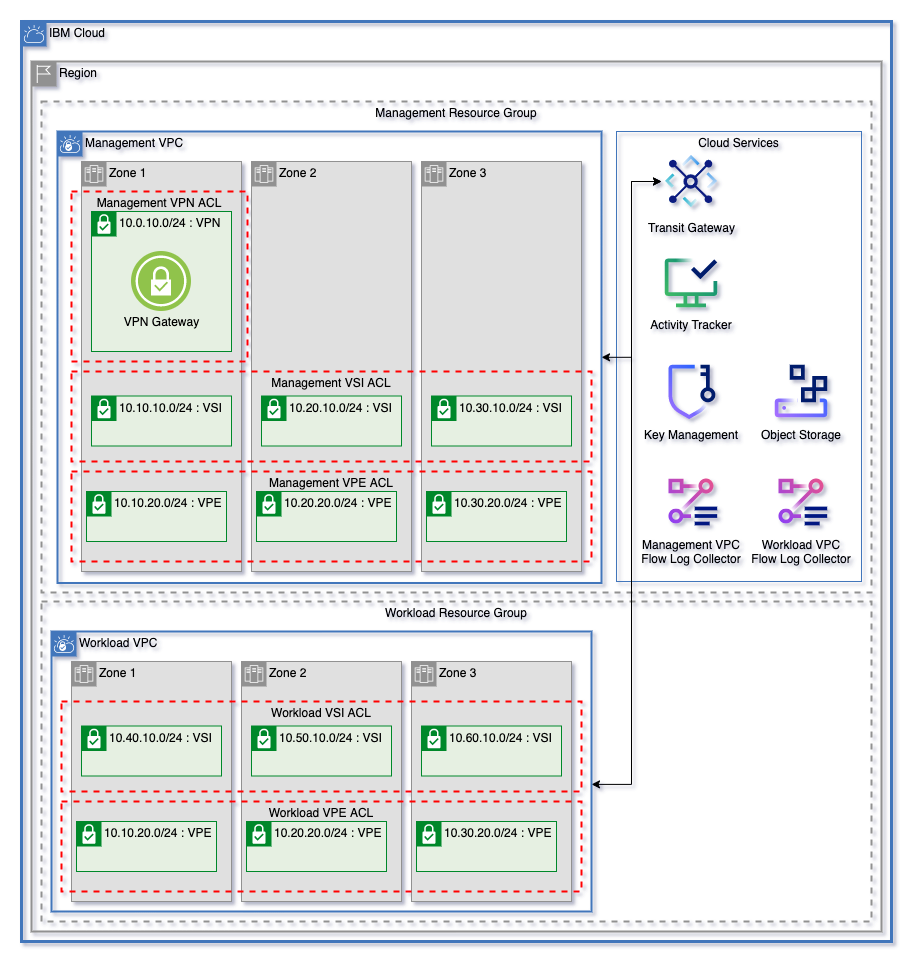 IBM Cloud
Region
Management Resource Group
Management VPC
Zone 1
Zone 2
Zone 3
Management VPN ACL
10.0.10.0/24 : VPN
VPN Gateway
Management VSI ACL
10.10.10.0/24 : VSI
10.20.10.0/24 : VSI
10.30.10.0/24 : VSI
Management VPE ACL
10.10.20.0/24 : VPE
10.20.20.0/24 : VPE
10.30.20.0/24 : VPE
Cloud Services
Transit Gateway
Activity Tracker
Key Management
Object Storage
Management VPC
Flow Log Collector
Workload VPC
Flow Log Collector
Workload Resource Group
Workload VPC
Zone 1
Zone 2
Zone 3
Workload VSI ACL
10.40.10.0/24 : VSI
10.50.10.0/24 : VSI
10.60.10.0/24 : VSI
Workload VPE ACL
10.10.20.0/24 : VPE
10.20.20.0/24 : VPE
10.30.20.0/24 : VPE